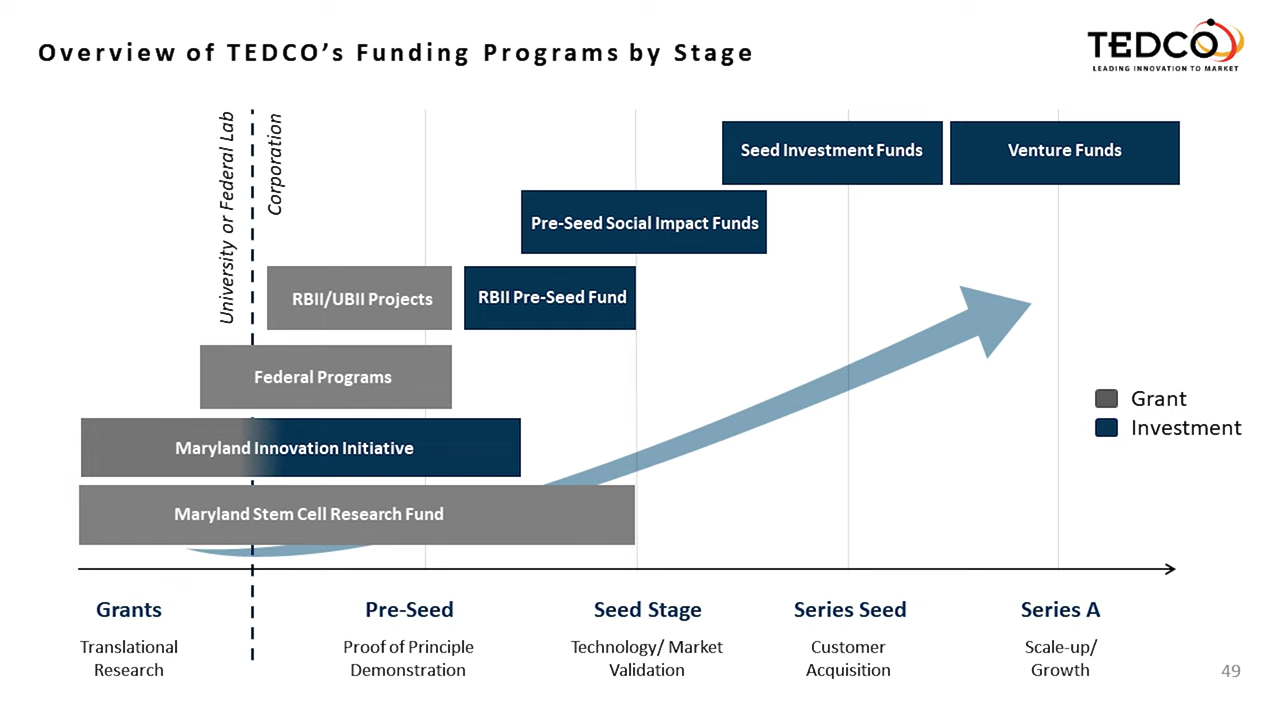 Overview of TEDCO’s Funding Programs by Stage
TEDCO
LEADING INNOVATION TO MARKET
University or Federal Lab
Corporation
Seed Investment Funds
Venture Funds
Pre-Seed Social Impact Funds
RBII/UBII Projects
RBII Pre-Seed Fund
Federal Programs
Grant
Investment
Maryland Innovation Initiative
Maryland Stem Cell Research Fund
Grants
Translational
Research
Pre-Seed
Proof of Principle
Demonstration
Seed Stage
Technology/ Market
Validation
Series Seed
Customer
Acquisition
Series A
Scale-up/
Growth
49